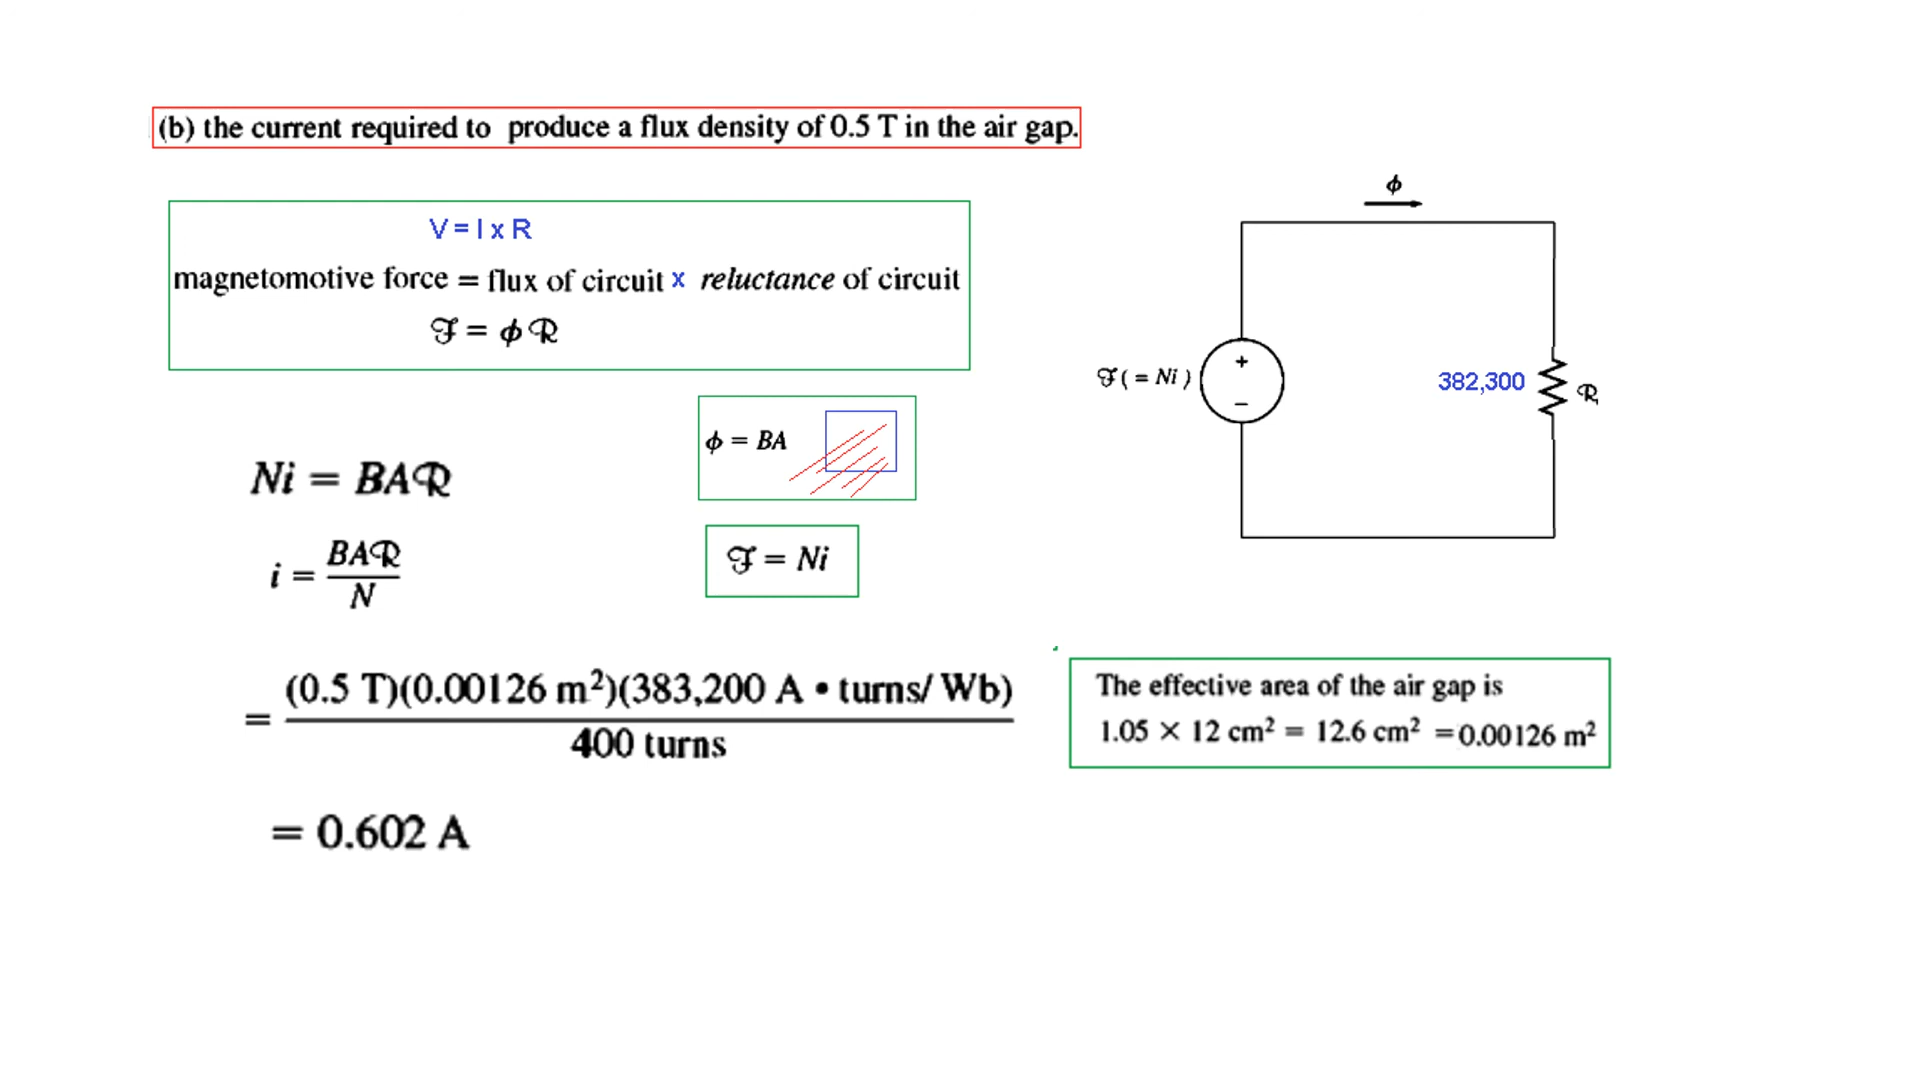 (b) the current required to produce a flux density of 0.5 T in the air gap.
V = I x R
magnetomotive force = flux of circuit x reluctance of circuit
ℱ = ϕ ℛ
ϕ = BA
Ni = BAℛ
ℱ = Ni
i = BAℛ / N
ϕ
ℱ ( = Ni )
+
−
382,300
ℛ
= (0.5 T)(0.00126 m²)(383,200 A • turns/ Wb)
400 turns
= 0.602 A
The effective area of the air gap is
1.05 × 12 cm² = 12.6 cm² = 0.00126 m²